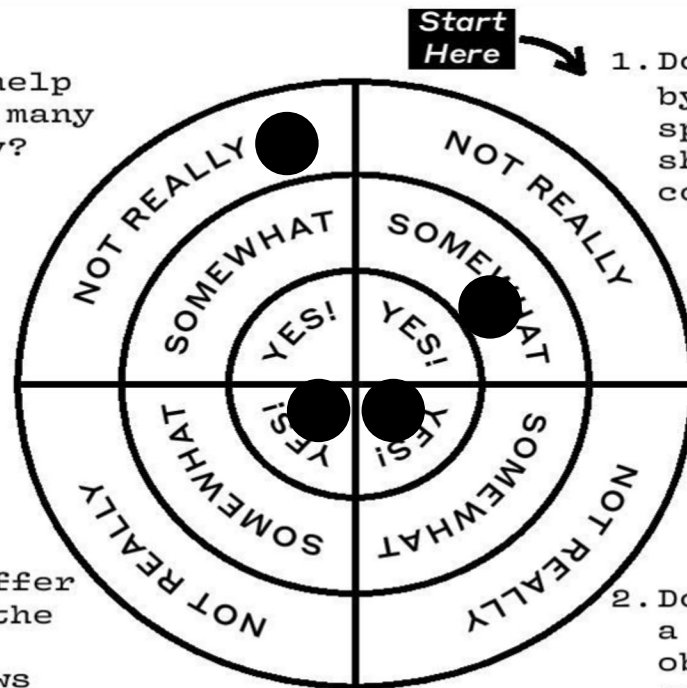 Start
Here
help
many
?
1. Do
by
sp
sh
co
NOT REALLY
NOT REALLY
SOMEWHAT
SOMEWHAT
YES!
YES!
YES!
YES!
SOMEWHAT
SOMEWHAT
NOT REALLY
NOT REALLY
ffer
the
ws
2. Do
a
ob